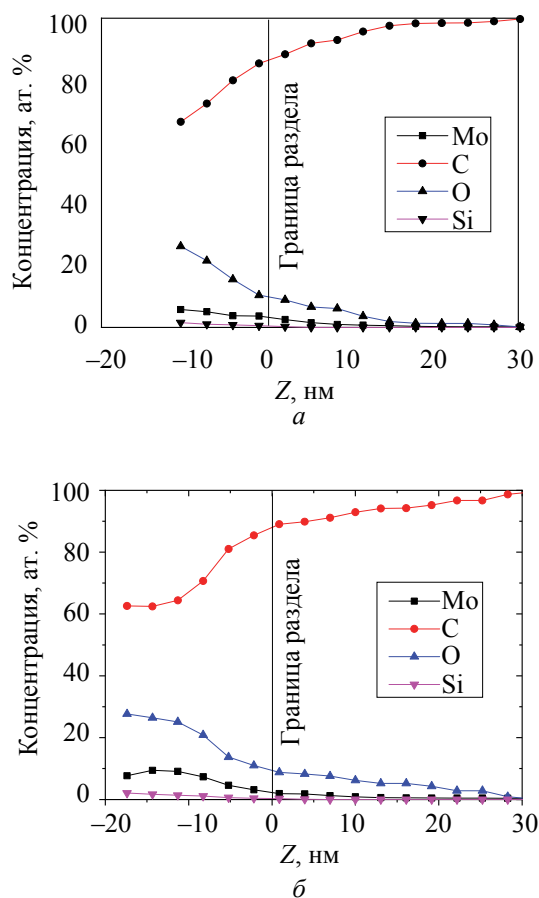 Концентрация, ат. %
100
80
60
40
20
0
Граница раздела
Mo
C
O
Si
–20
–10
0
10
20
30
Z, нм
а
Концентрация, ат. %
100
80
60
40
20
0
Граница раздела
Mo
C
O
Si
–20
–10
0
10
20
30
Z, нм
б